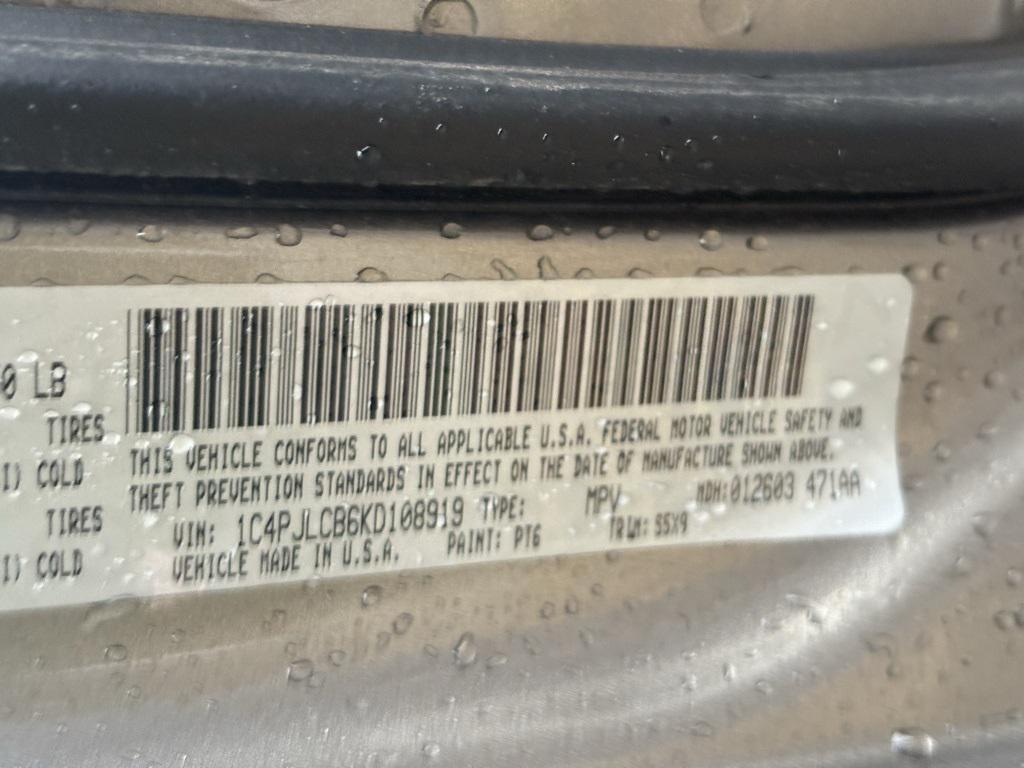 0 LB
TIRES
I) COLD
TIRES
I) COLD
THIS VEHICLE CONFORMS TO ALL APPLICABLE U.S.A. FEDERAL MOTOR VEHICLE SAFETY AND
THEFT PREVENTION STANDARDS IN EFFECT ON THE DATE OF MANUFACTURE SHOWN ABOVE.
VIN: 1C4PJLCB6KD108919 TYPE: MPV MDH:012603 471AA
VEHICLE MADE IN U.S.A. PAINT: PT6 TRIM: S5X9